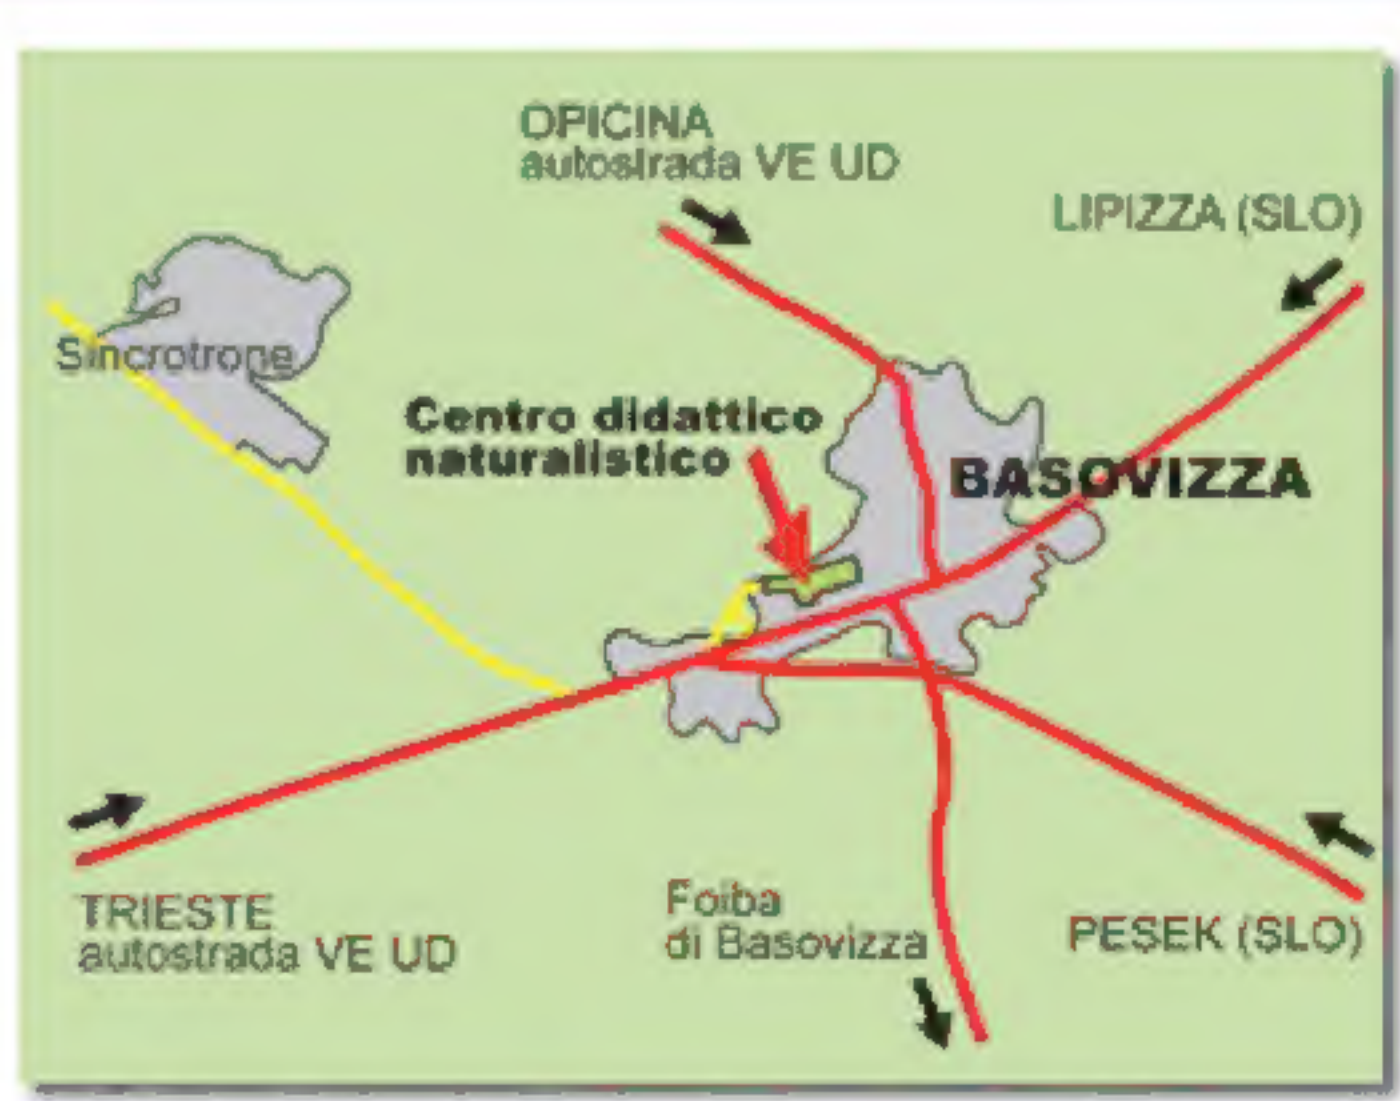 OPICINA
autostrada VE UD
LIPIZZA (SLO)
Sincrotrone
Centro didattico
naturalistico
BASOVIZZA
TRIESTE
autostrada VE UD
Foiba
di Basovizza
PESEK (SLO)